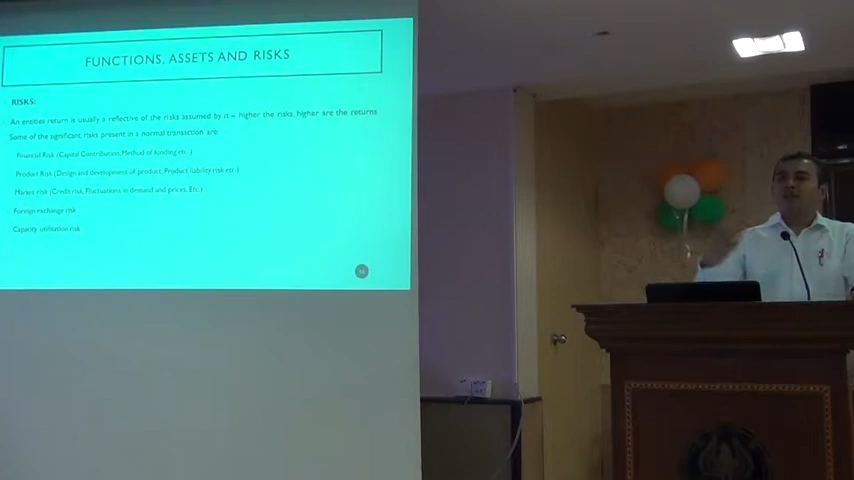 FUNCTIONS, ASSETS AND RISKS
RISKS:
An entities return is usually a reflective of the risks assumed by it – higher the risks, higher are the returns
Some of the significant risks present in a normal transaction are:
Financial Risk (Capital Contribution, Method of funding etc. )
Product Risk (Design and development of product, Product liability risk etc )
Market risk (Credit risk, Fluctuations in demand and prices, Etc. )
Foreign exchange risk
Capacity utilisation risk